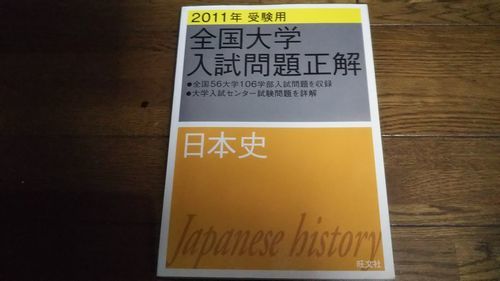 2011年 受験用
全国大学
入試問題正解
●全国56大学106学部入試問題を収録
●大学入試センター試験問題を詳解
日本史
Japanese history
旺文社